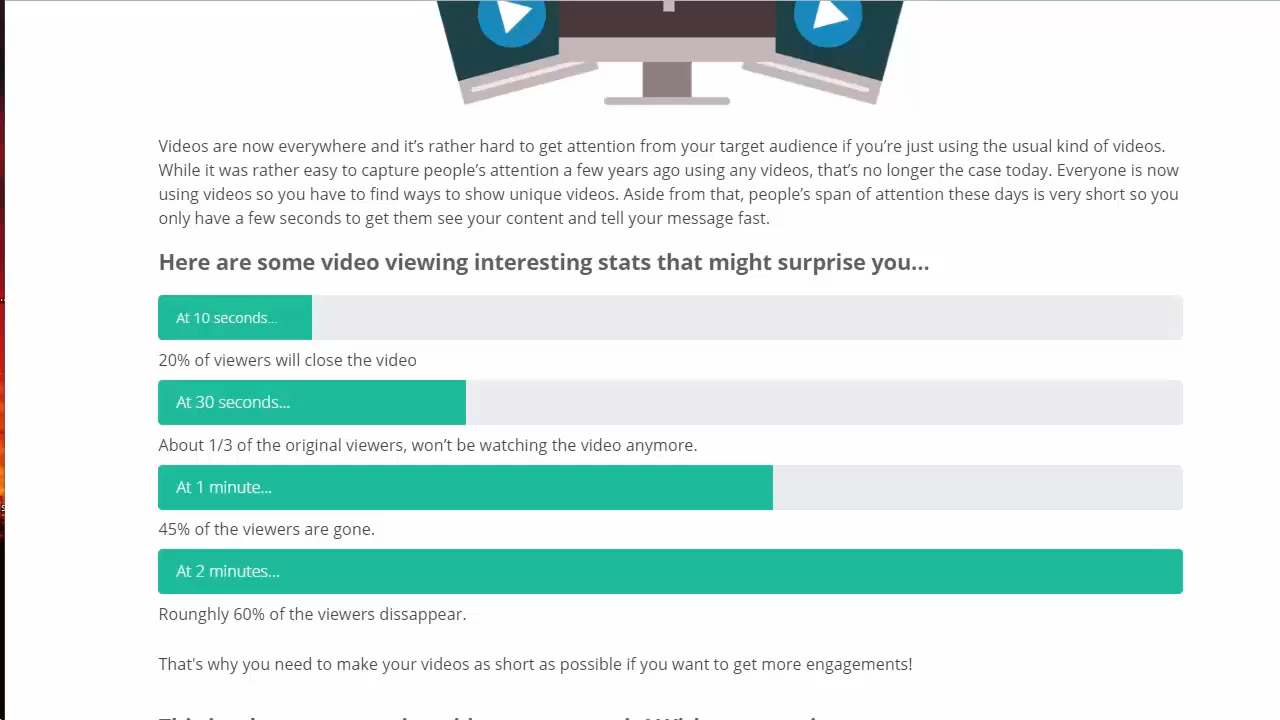 Videos are now everywhere and it’s rather hard to get attention from your target audience if you’re just using the usual kind of videos.
While it was rather easy to capture people’s attention a few years ago using any videos, that’s no longer the case today. Everyone is now
using videos so you have to find ways to show unique videos. Aside from that, people’s span of attention these days is very short so you
only have a few seconds to get them see your content and tell your message fast.
Here are some video viewing interesting stats that might surprise you...
At 10 seconds...
20% of viewers will close the video
At 30 seconds...
About 1/3 of the original viewers, won’t be watching the video anymore.
At 1 minute...
45% of the viewers are gone.
At 2 minutes...
Rounghly 60% of the viewers dissappear.
That's why you need to make your videos as short as possible if you want to get more engagements!